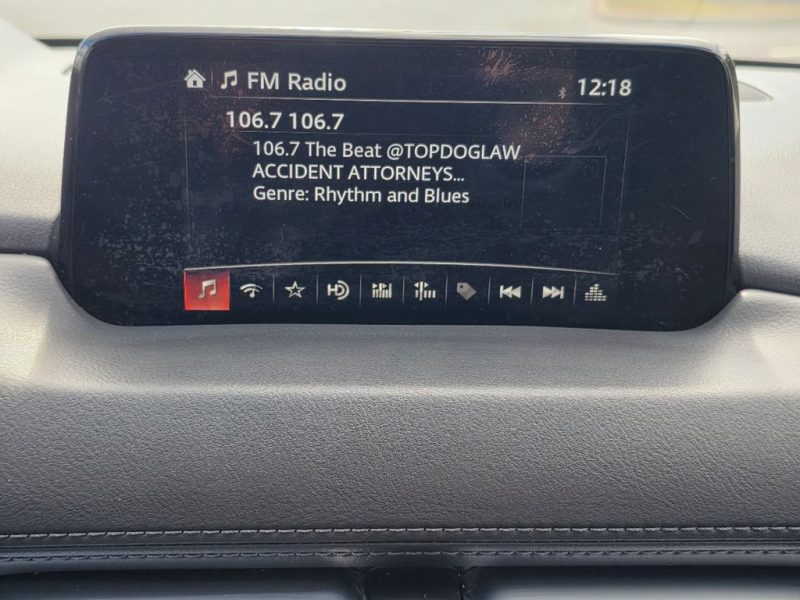 FM Radio
12:18
106.7 106.7
106.7 The Beat @TOPDOGLAW
ACCIDENT ATTORNEYS...
Genre: Rhythm and Blues
HD